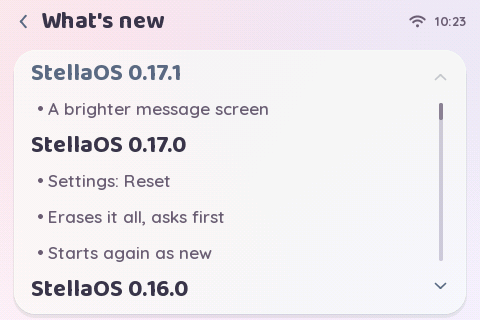 What's new
10:23
StellaOS 0.17.1
• A brighter message screen
StellaOS 0.17.0
• Settings: Reset
• Erases it all, asks first
• Starts again as new
StellaOS 0.16.0